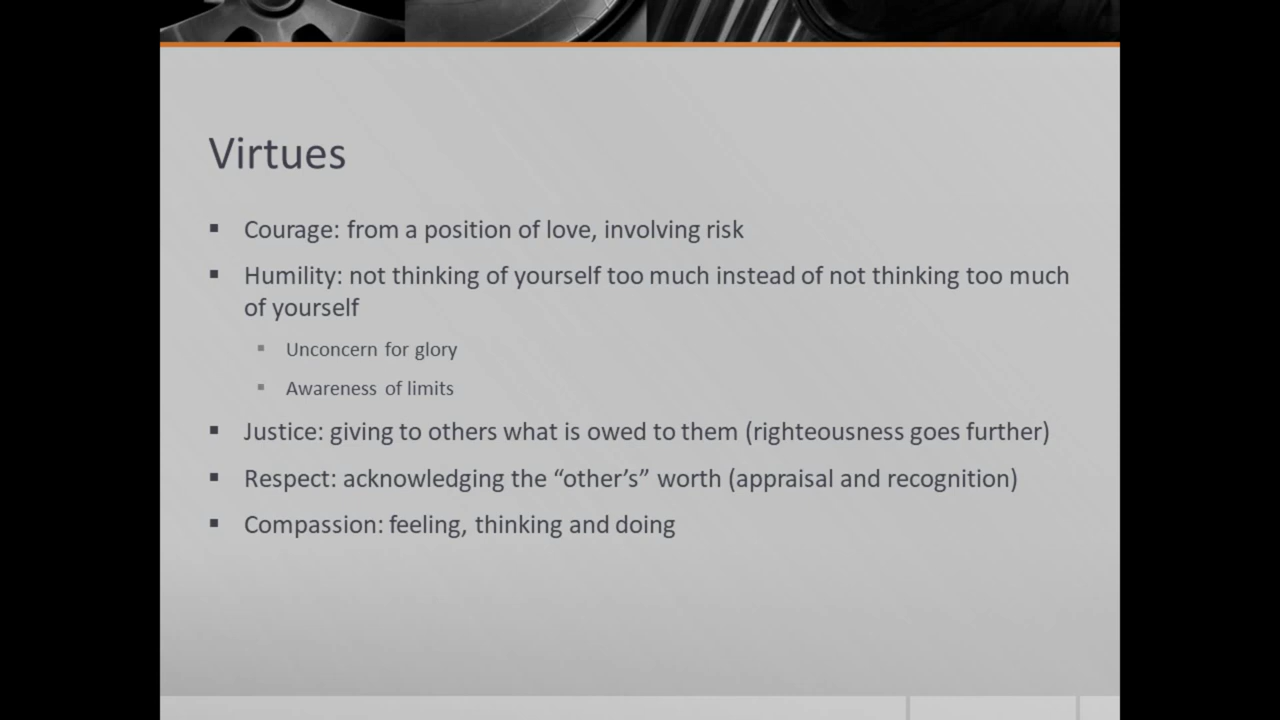 Virtues
▪ Courage: from a position of love, involving risk
▪ Humility: not thinking of yourself too much instead of not thinking too much
of yourself
▪ Unconcern for glory
▪ Awareness of limits
▪ Justice: giving to others what is owed to them (righteousness goes further)
▪ Respect: acknowledging the “other’s” worth (appraisal and recognition)
▪ Compassion: feeling, thinking and doing